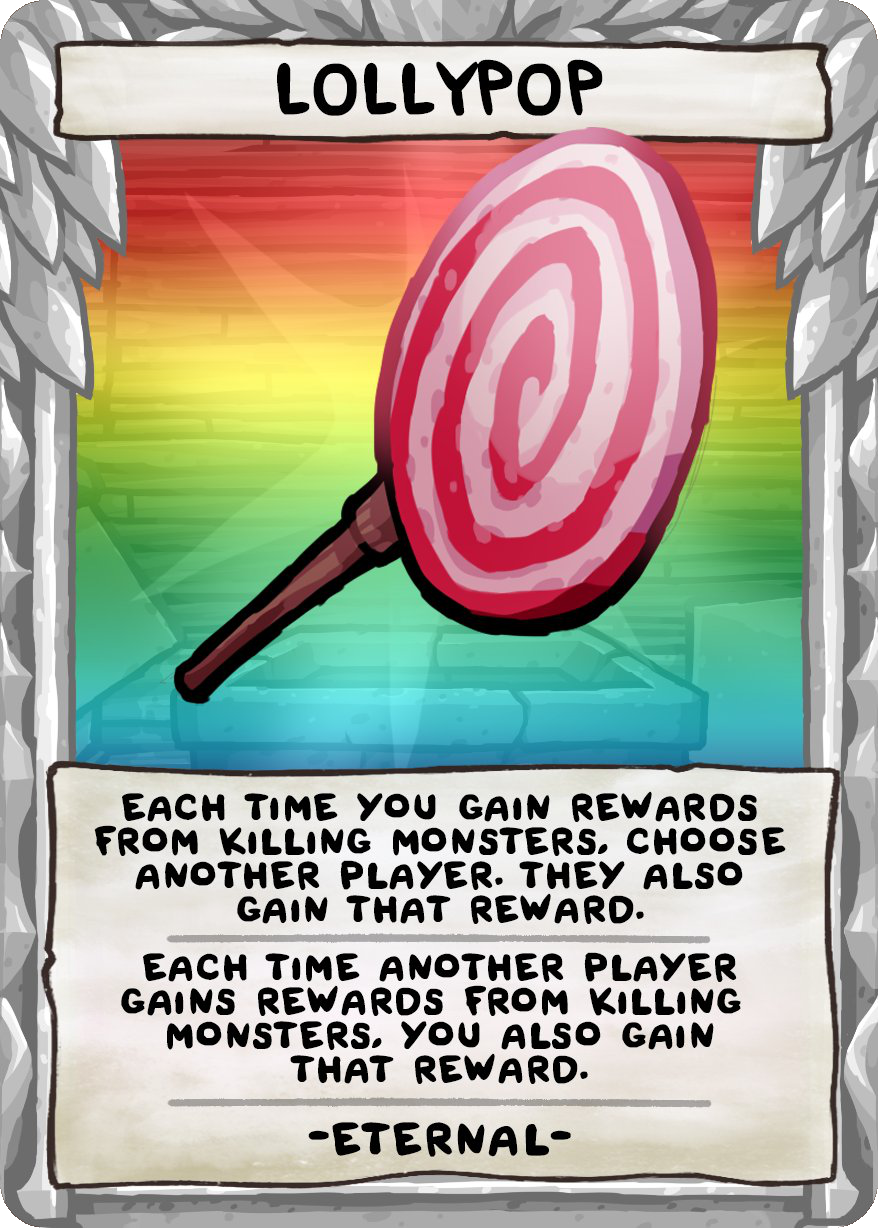 LOLLYPOP
EACH TIME YOU GAIN REWARDS
FROM KILLING MONSTERS, CHOOSE
ANOTHER PLAYER. THEY ALSO
GAIN THAT REWARD.
EACH TIME ANOTHER PLAYER
GAINS REWARDS FROM KILLING
MONSTERS, YOU ALSO GAIN
THAT REWARD.
-ETERNAL-